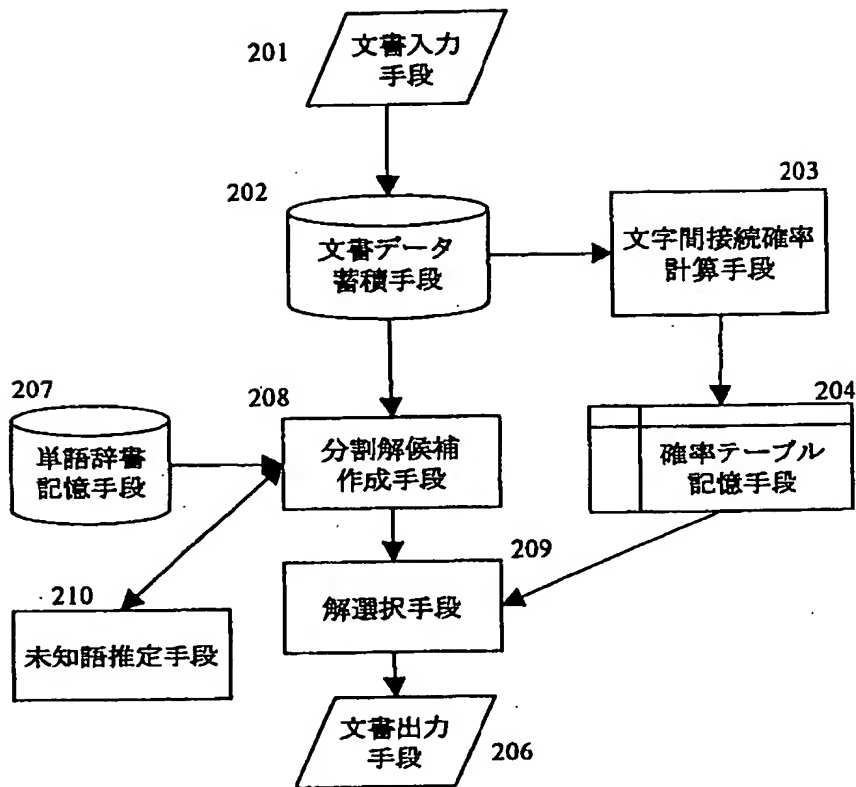 201
文書入力
手段
202
文書データ
蓄積手段
203
文字間接続確率
計算手段
207
単語辞書
記憶手段
208
分割解候補
作成手段
204
確率テーブル
記憶手段
209
解選択手段
210
未知語推定手段
文書出力
手段
206